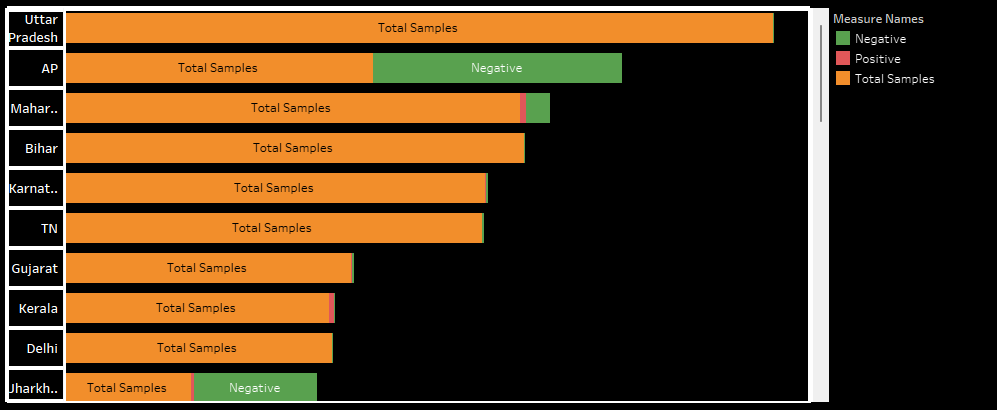 Uttar
Pradesh
Total Samples
AP
Total Samples
Negative
Mahar..
Total Samples
Bihar
Total Samples
Karnat..
Total Samples
TN
Total Samples
Gujarat
Total Samples
Kerala
Total Samples
Delhi
Total Samples
Jharkh..
Total Samples
Negative
Measure Names
Negative
Positive
Total Samples